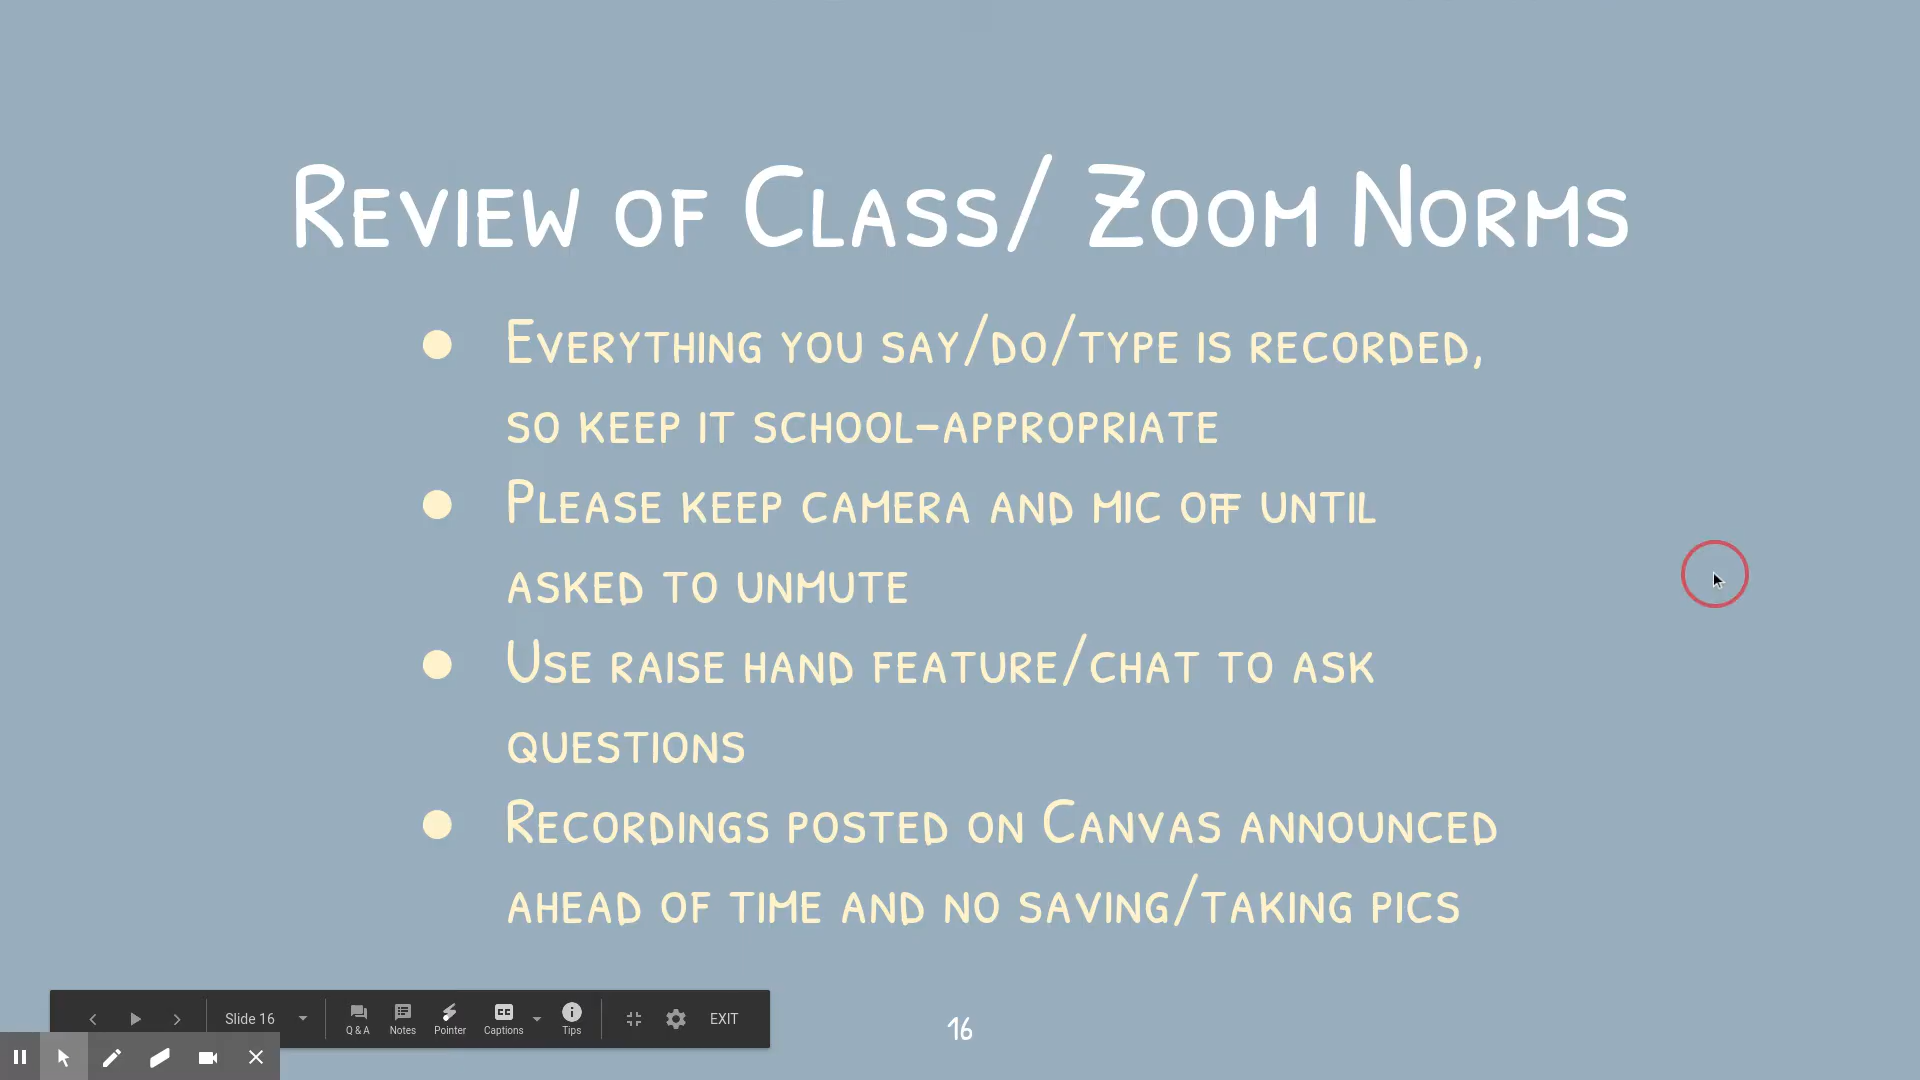 Review of Class/ Zoom Norms
● Everything you say/do/type is recorded,
so keep it school-appropriate
● Please keep camera and mic off until
asked to unmute
● Use raise hand feature/chat to ask
questions
● Recordings posted on Canvas announced
ahead of time and no saving/taking pics
Slide 16
Q & A
Notes
Pointer
CC
Captions
Tips
EXIT
16